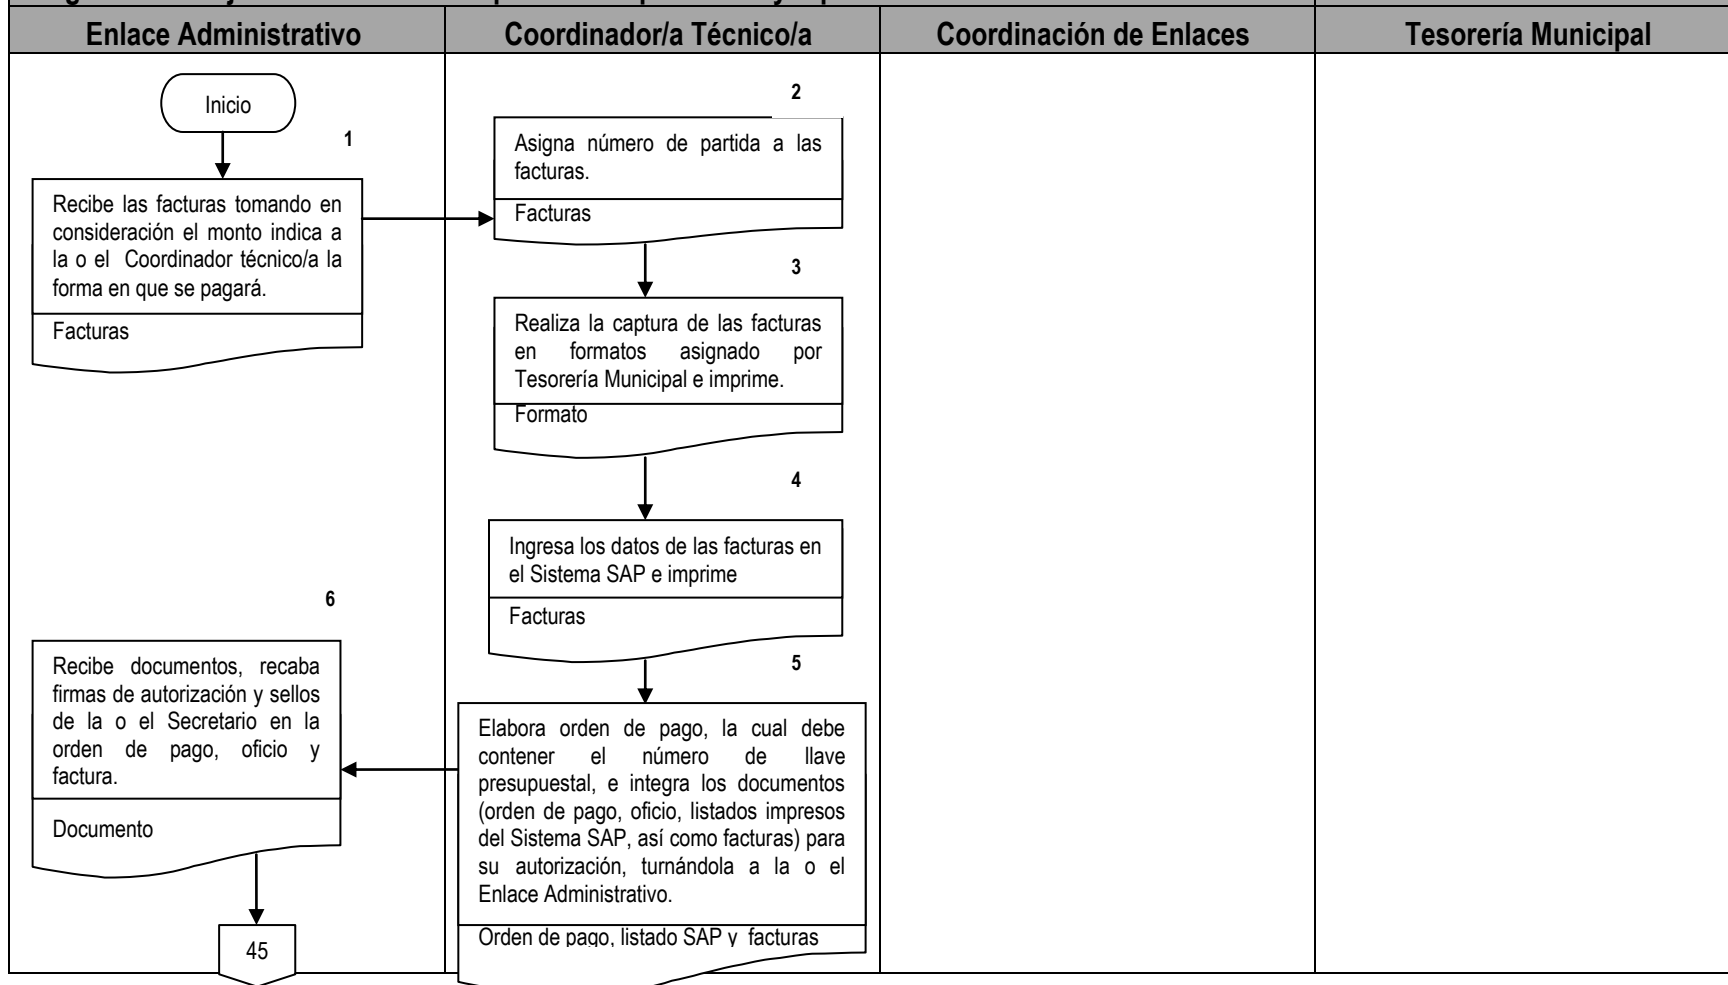 Enlace Administrativo
Coordinador/a Técnico/a
Coordinación de Enlaces
Tesorería Municipal
Inicio
1
Recibe las facturas tomando en
consideración el monto indica a
la o el Coordinador técnico/a la
forma en que se pagará.
Facturas
2
Asigna número de partida a las
facturas.
Facturas
3
Realiza la captura de las facturas
en formatos asignado por
Tesorería Municipal e imprime.
Formato
4
Ingresa los datos de las facturas en
el Sistema SAP e imprime
Facturas
5
Elabora orden de pago, la cual debe
contener el número de llave
presupuestal, e integra los documentos
(orden de pago, oficio, listados impresos
del Sistema SAP, así como facturas) para
su autorización, turnándola a la o el
Enlace Administrativo.
Orden de pago, listado SAP y facturas
6
Recibe documentos, recaba
firmas de autorización y sellos
de la o el Secretario en la
orden de pago, oficio y
factura.
Documento
45